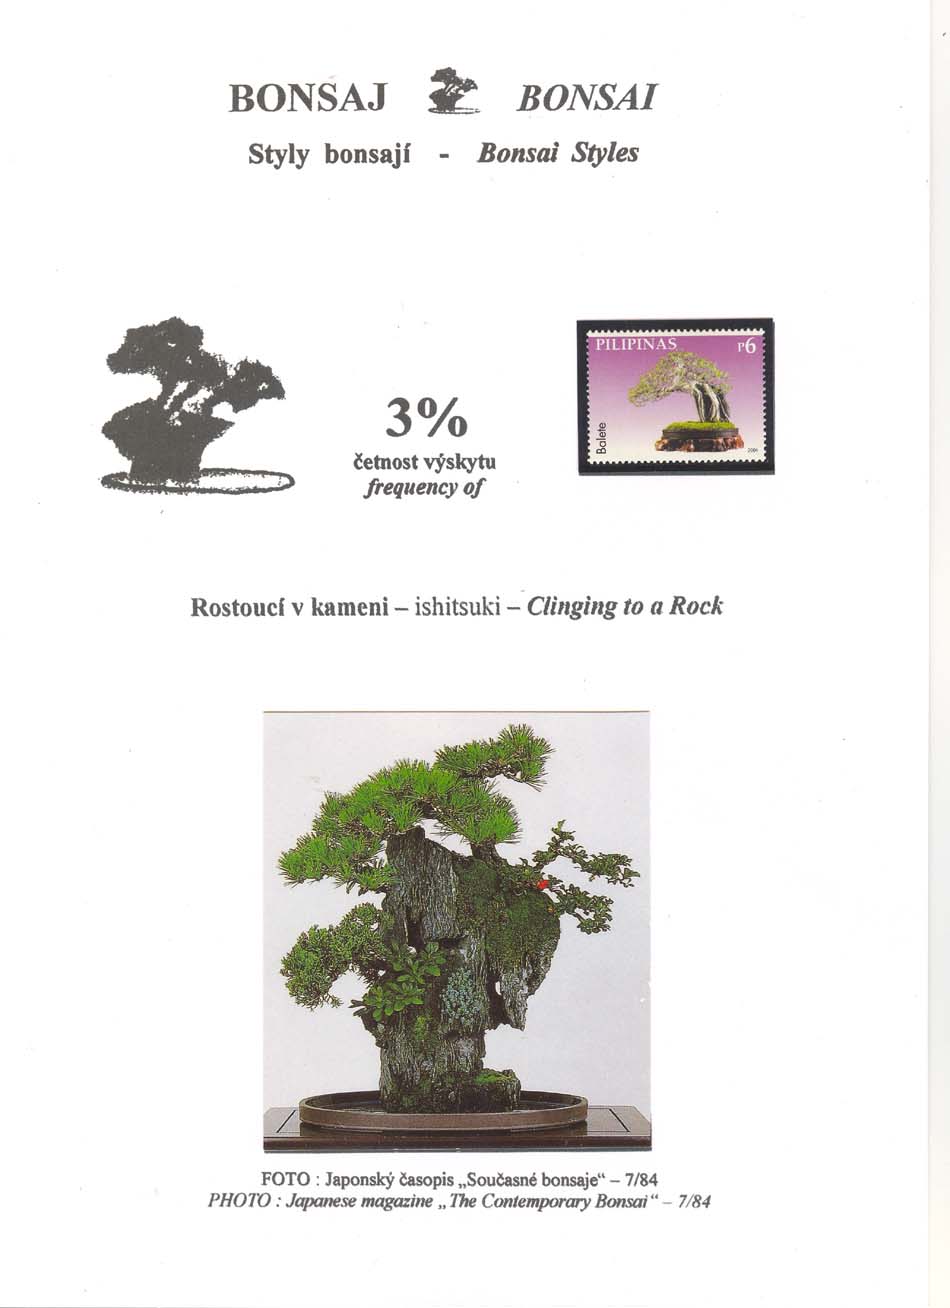 BONSAJ BONSAI
Styly bonsají - Bonsai Styles
PILIPINAS P6
Balete
3%
četnost výskytu
frequency of
Rostoucí v kameni – ishitsuki – Clinging to a Rock
FOTO : Japonský časopis „Současné bonsaje“ – 7/84
PHOTO : Japanese magazine „The Contemporary Bonsai“ – 7/84